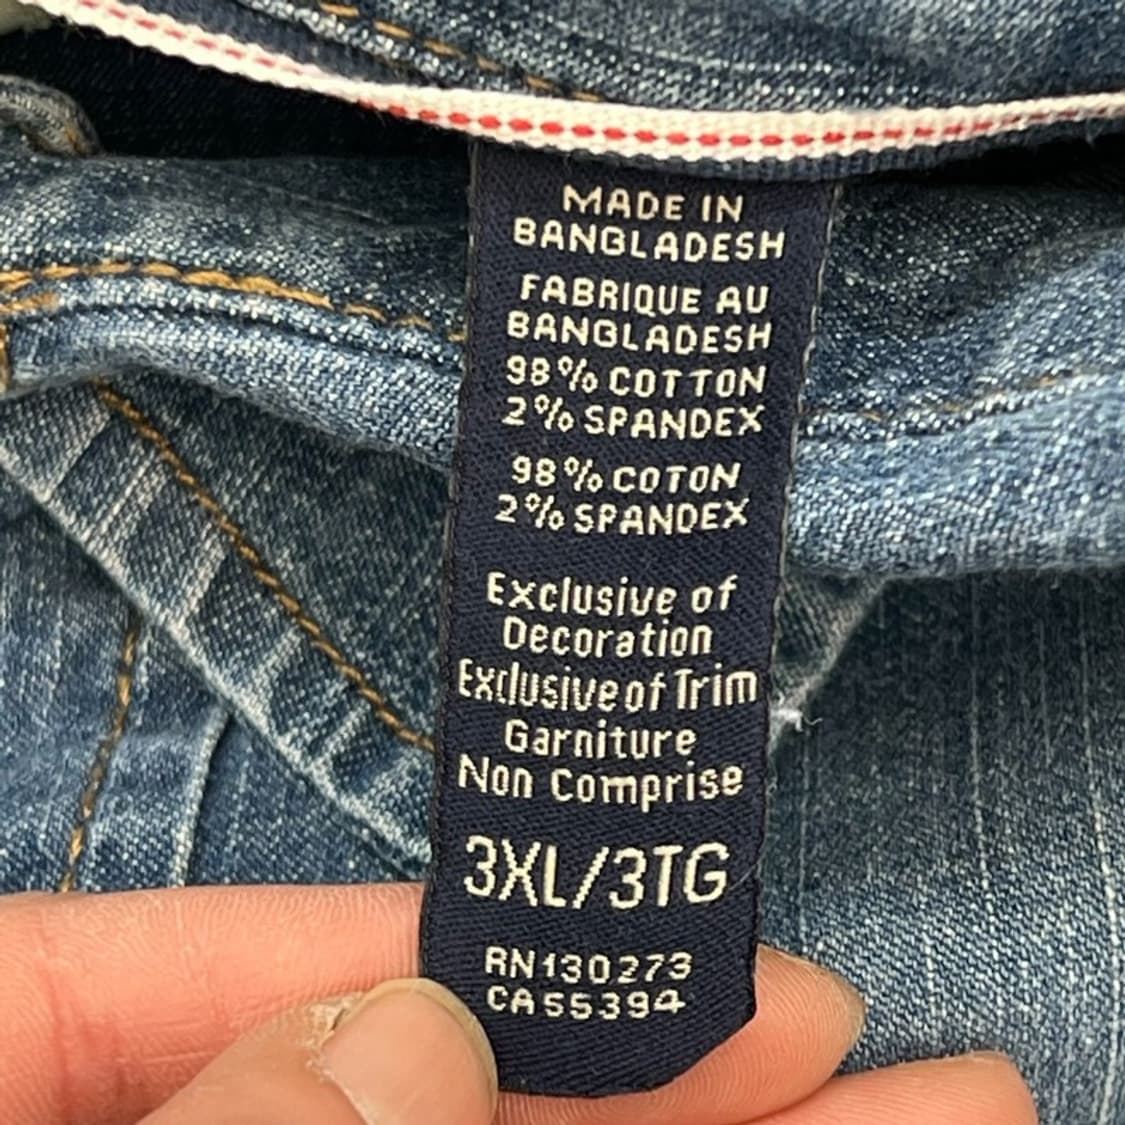 MADE IN
BANGLADESH
FABRIQUE AU
BANGLADESH
98% COTTON
2% SPANDEX
98% COTON
2% SPANDEX
Exclusive of
Decoration
Exclusive of Trim
Garniture
Non Comprise
3XL/3TG
RN130273
CA55394